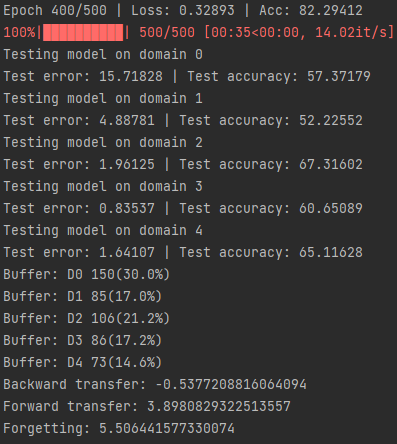 Epoch 400/500 | Loss: 0.32893 | Acc: 82.29412
100%|██████████| 500/500 [00:35<00:00, 14.02it/s]
Testing model on domain 0
Test error: 15.71828 | Test accuracy: 57.37179
Testing model on domain 1
Test error: 4.88781 | Test accuracy: 52.22552
Testing model on domain 2
Test error: 1.96125 | Test accuracy: 67.31602
Testing model on domain 3
Test error: 0.83537 | Test accuracy: 60.65089
Testing model on domain 4
Test error: 1.64107 | Test accuracy: 65.11628
Buffer: D0 150(30.0%)
Buffer: D1 85(17.0%)
Buffer: D2 106(21.2%)
Buffer: D3 86(17.2%)
Buffer: D4 73(14.6%)
Backward transfer: -0.5377208816064094
Forward transfer: 3.8980829322513557
Forgetting: 5.506441577330074